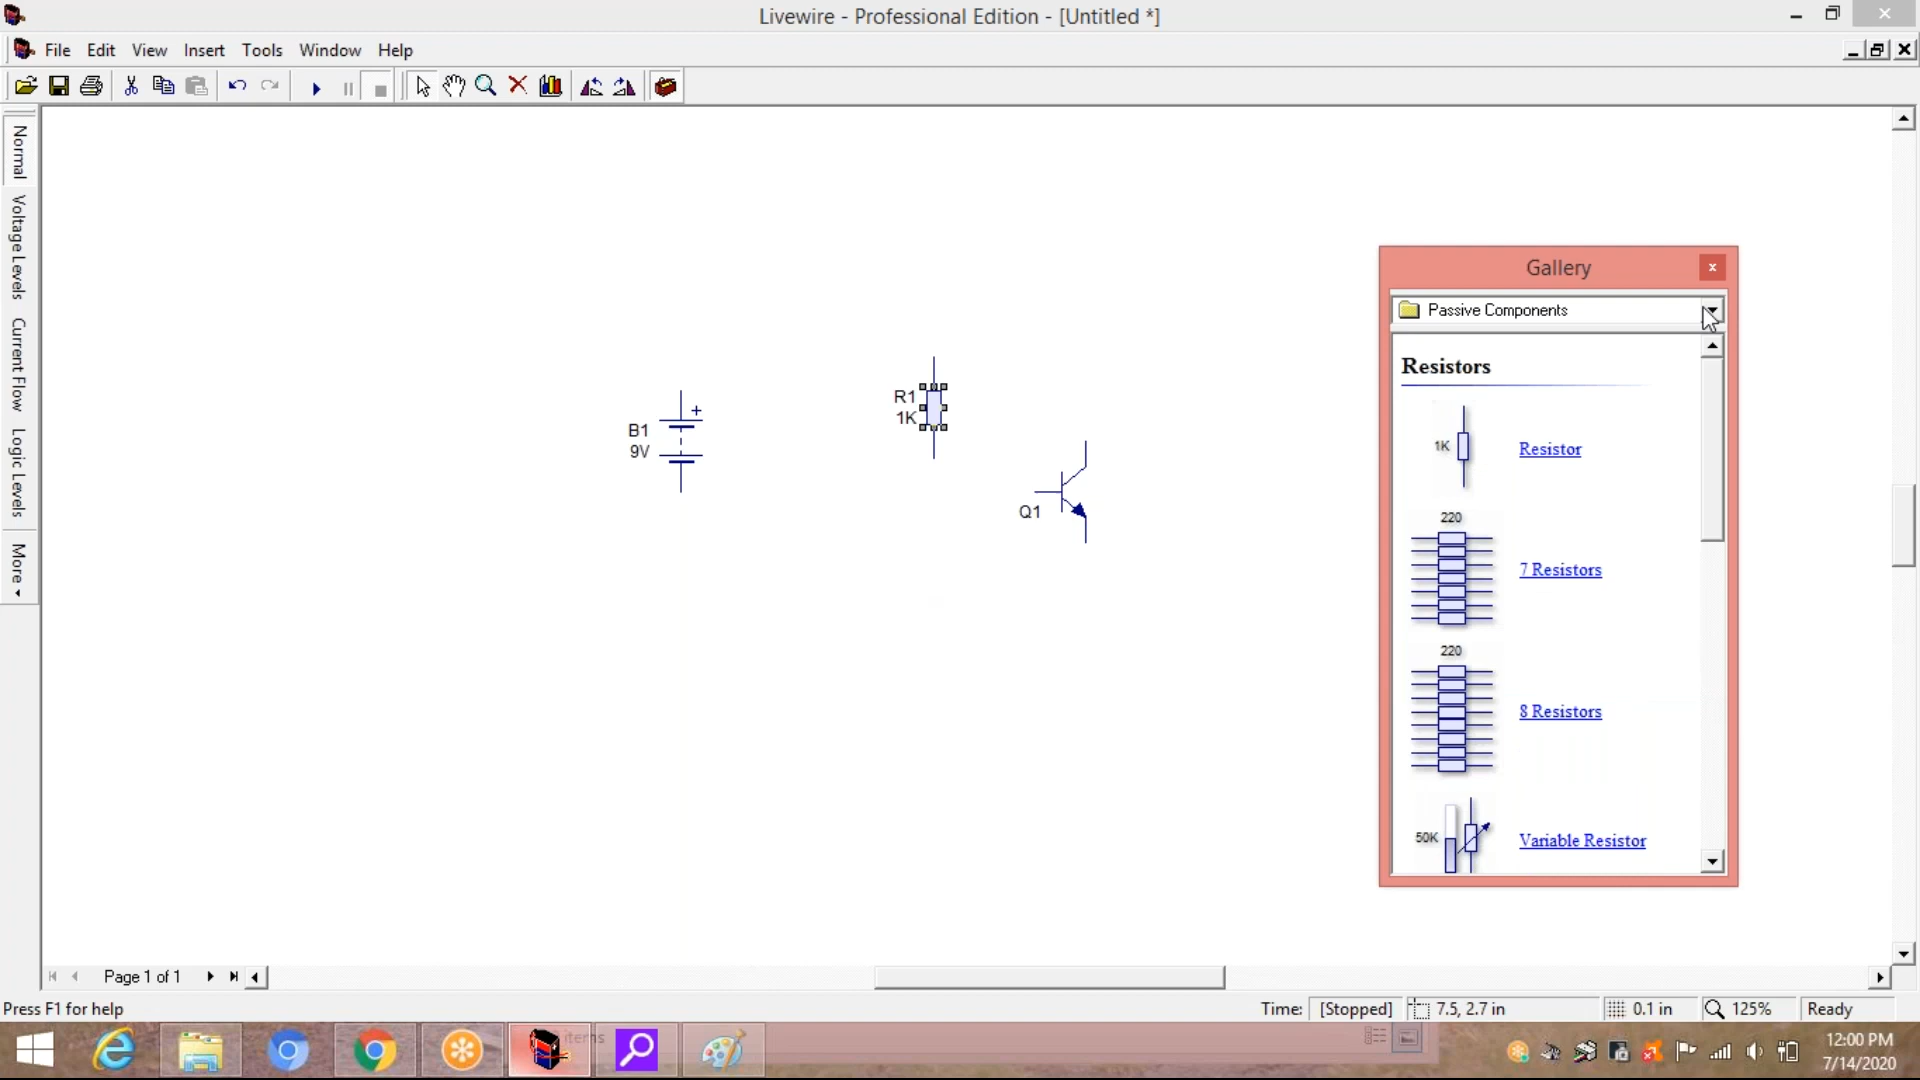 Livewire - Professional Edition - [Untitled *]
File Edit View Insert Tools Window Help
Normal
Voltage Levels
Current Flow
Logic Levels
More
B1
9V
+
R1
1K
Q1
Gallery
x
Passive Components
Resistors
1K Resistor
220
7 Resistors
220
8 Resistors
50K Variable Resistor
Page 1 of 1
Press F1 for help
Time: [Stopped] 7.5, 2.7 in 0.1 in 125% Ready
items
12:00 PM
7/14/2020